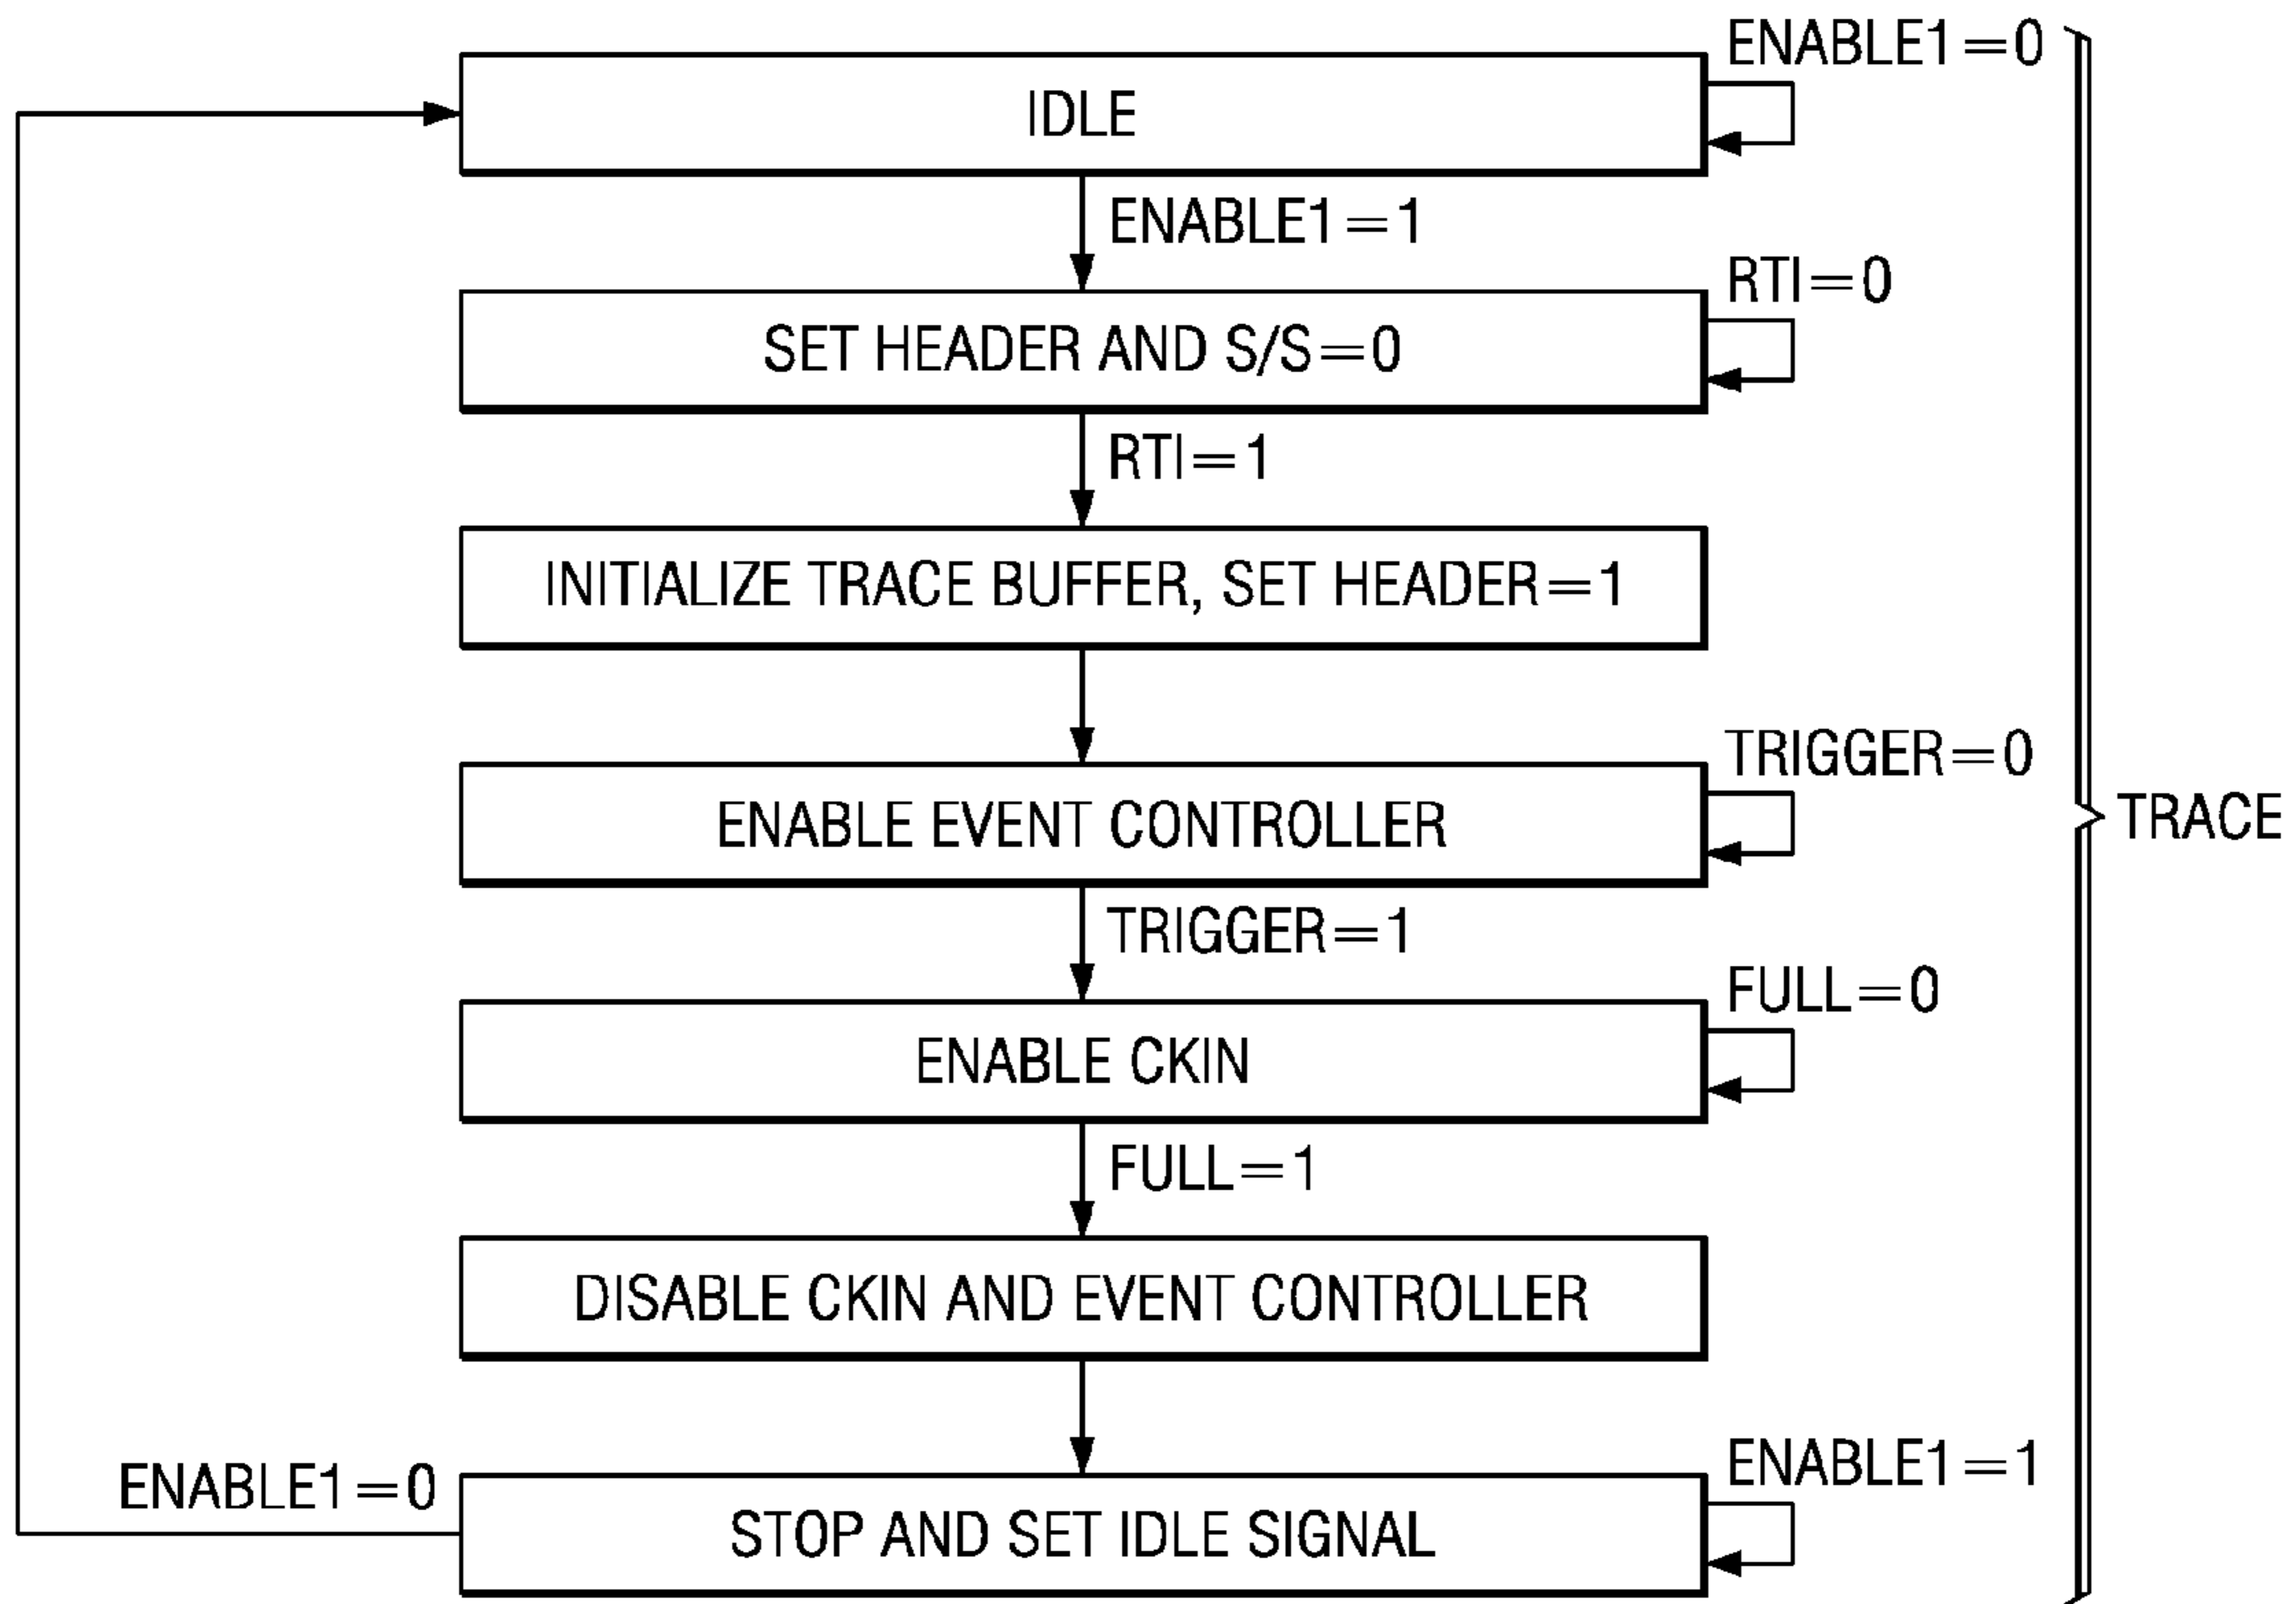 ENABLE1=0
IDLE
ENABLE1=1
RTI=0
SET HEADER AND S/S=0
RTI=1
INITIALIZE TRACE BUFFER, SET HEADER=1
TRIGGER=0
ENABLE EVENT CONTROLLER
TRACE
TRIGGER=1
FULL=0
ENABLE CKIN
FULL=1
DISABLE CKIN AND EVENT CONTROLLER
ENABLE1=1
ENABLE1=0
STOP AND SET IDLE SIGNAL